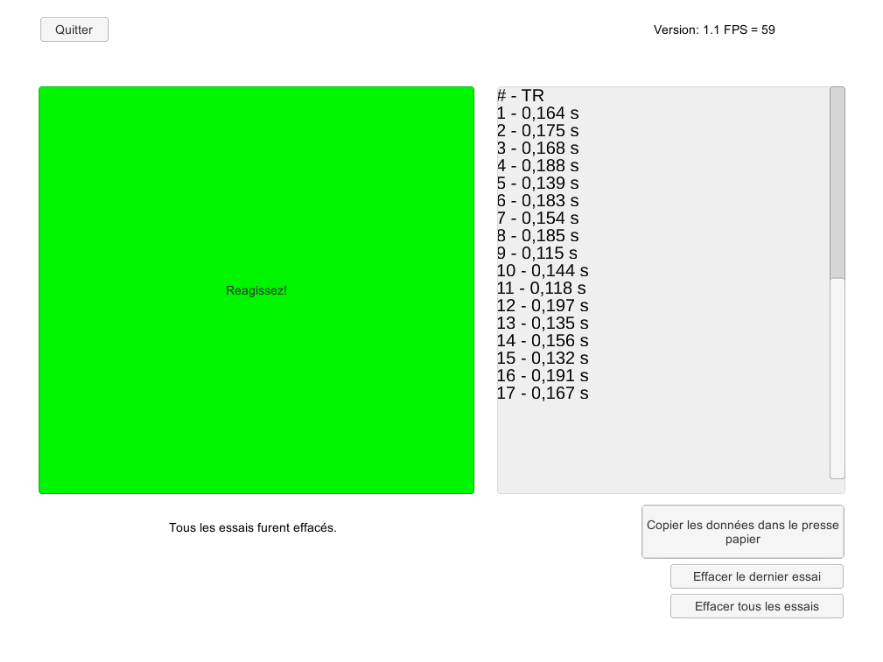 Quitter
Version: 1.1 FPS = 59
Reagissez!
# - TR
1 - 0,164 s
2 - 0,175 s
3 - 0,168 s
4 - 0,188 s
5 - 0,139 s
6 - 0,183 s
7 - 0,154 s
8 - 0,185 s
9 - 0,115 s
10 - 0,144 s
11 - 0,118 s
12 - 0,197 s
13 - 0,135 s
14 - 0,156 s
15 - 0,132 s
16 - 0,191 s
17 - 0,167 s
Tous les essais furent effacés.
Copier les données dans le presse
papier
Effacer le dernier essai
Effacer tous les essais